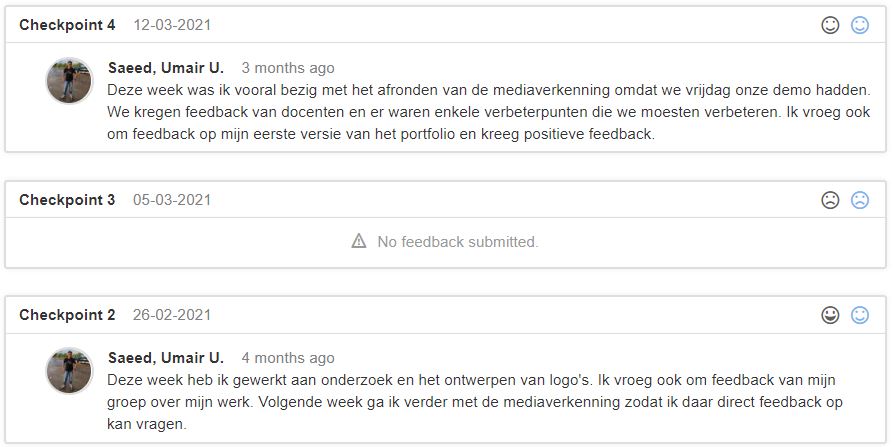 Checkpoint 4 12-03-2021
Saeed, Umair U. 3 months ago
Deze week was ik vooral bezig met het afronden van de mediaverkenning omdat we vrijdag onze demo hadden.
We kregen feedback van docenten en er waren enkele verbeterpunten die we moesten verbeteren. Ik vroeg ook
om feedback op mijn eerste versie van het portfolio en kreeg positieve feedback.
Checkpoint 3 05-03-2021
No feedback submitted.
Checkpoint 2 26-02-2021
Saeed, Umair U. 4 months ago
Deze week heb ik gewerkt aan onderzoek en het ontwerpen van logo's. Ik vroeg ook om feedback van mijn
groep over mijn werk. Volgende week ga ik verder met de mediaverkenning zodat ik daar direct feedback op
kan vragen.